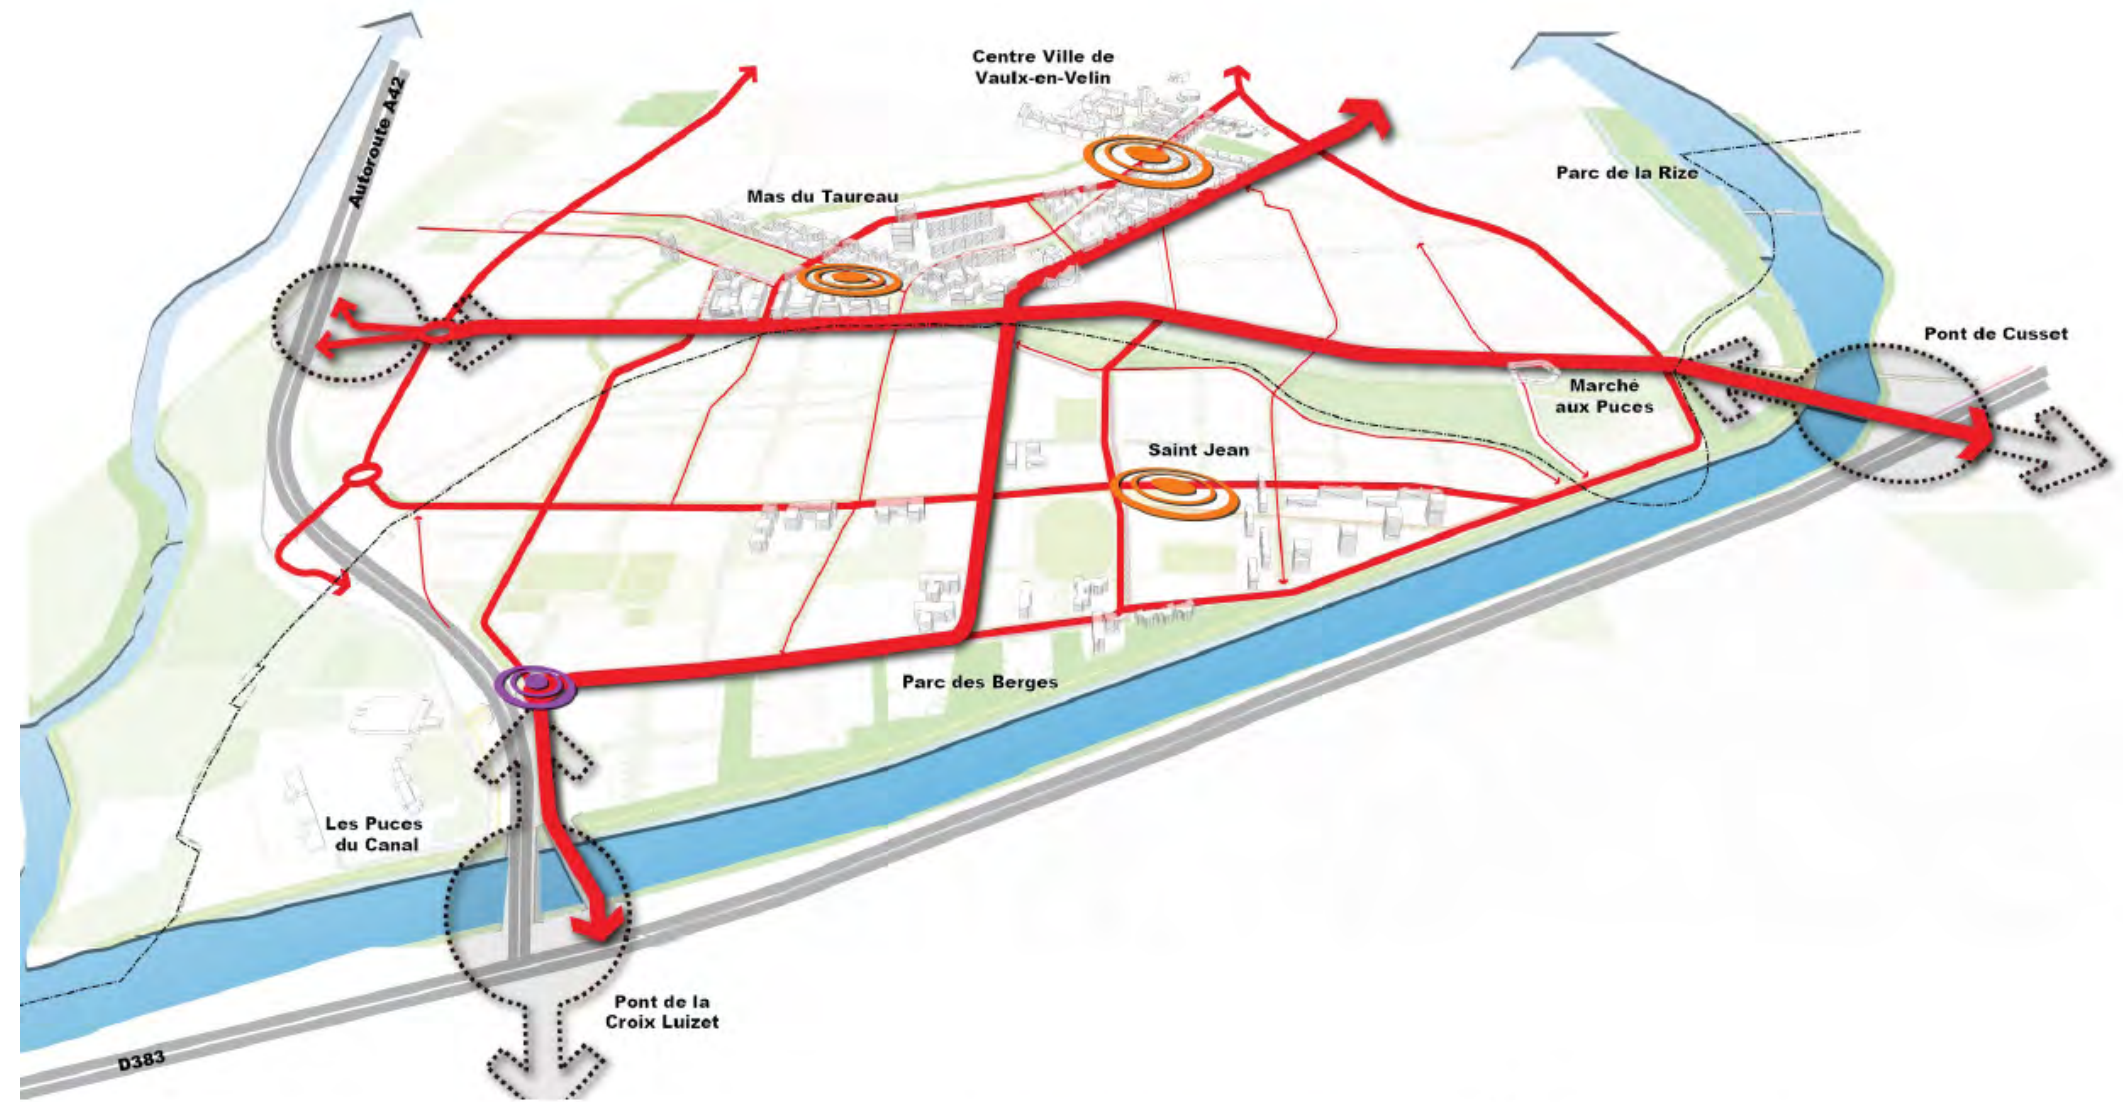 Centre Ville de
Vaulx-en-Velin
Autoroute A42
Parc de la Rize
Mas du Taureau
Pont de Cusset
Marché
aux Puces
Saint Jean
Parc des Berges
Les Puces
du Canal
Pont de la
Croix Luizet
D383